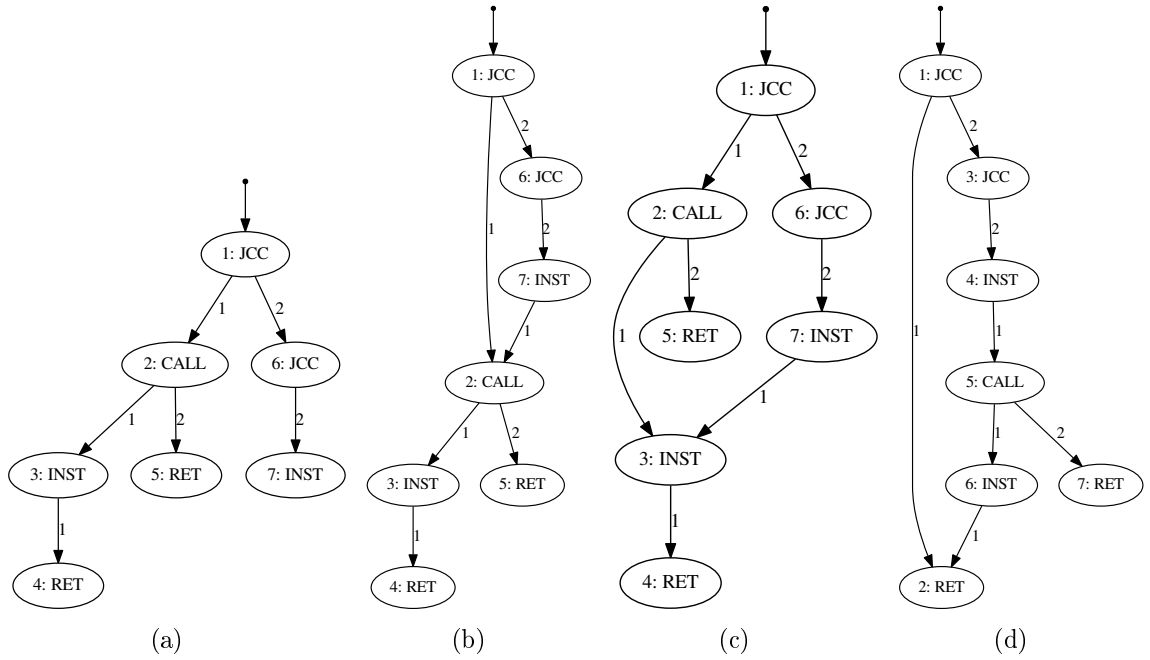 1: JCC
1
2
2: CALL
6: JCC
1
2
2
3: INST
5: RET
7: INST
1
4: RET
(a)
1: JCC
2
6: JCC
1
2
7: INST
1
2: CALL
1
2
3: INST
5: RET
1
4: RET
(b)
1: JCC
1
2
2: CALL
6: JCC
2
2
1
5: RET
7: INST
1
3: INST
1
4: RET
(c)
1: JCC
2
3: JCC
2
4: INST
1
1
5: CALL
1
2
6: INST
7: RET
1
2: RET
(d)